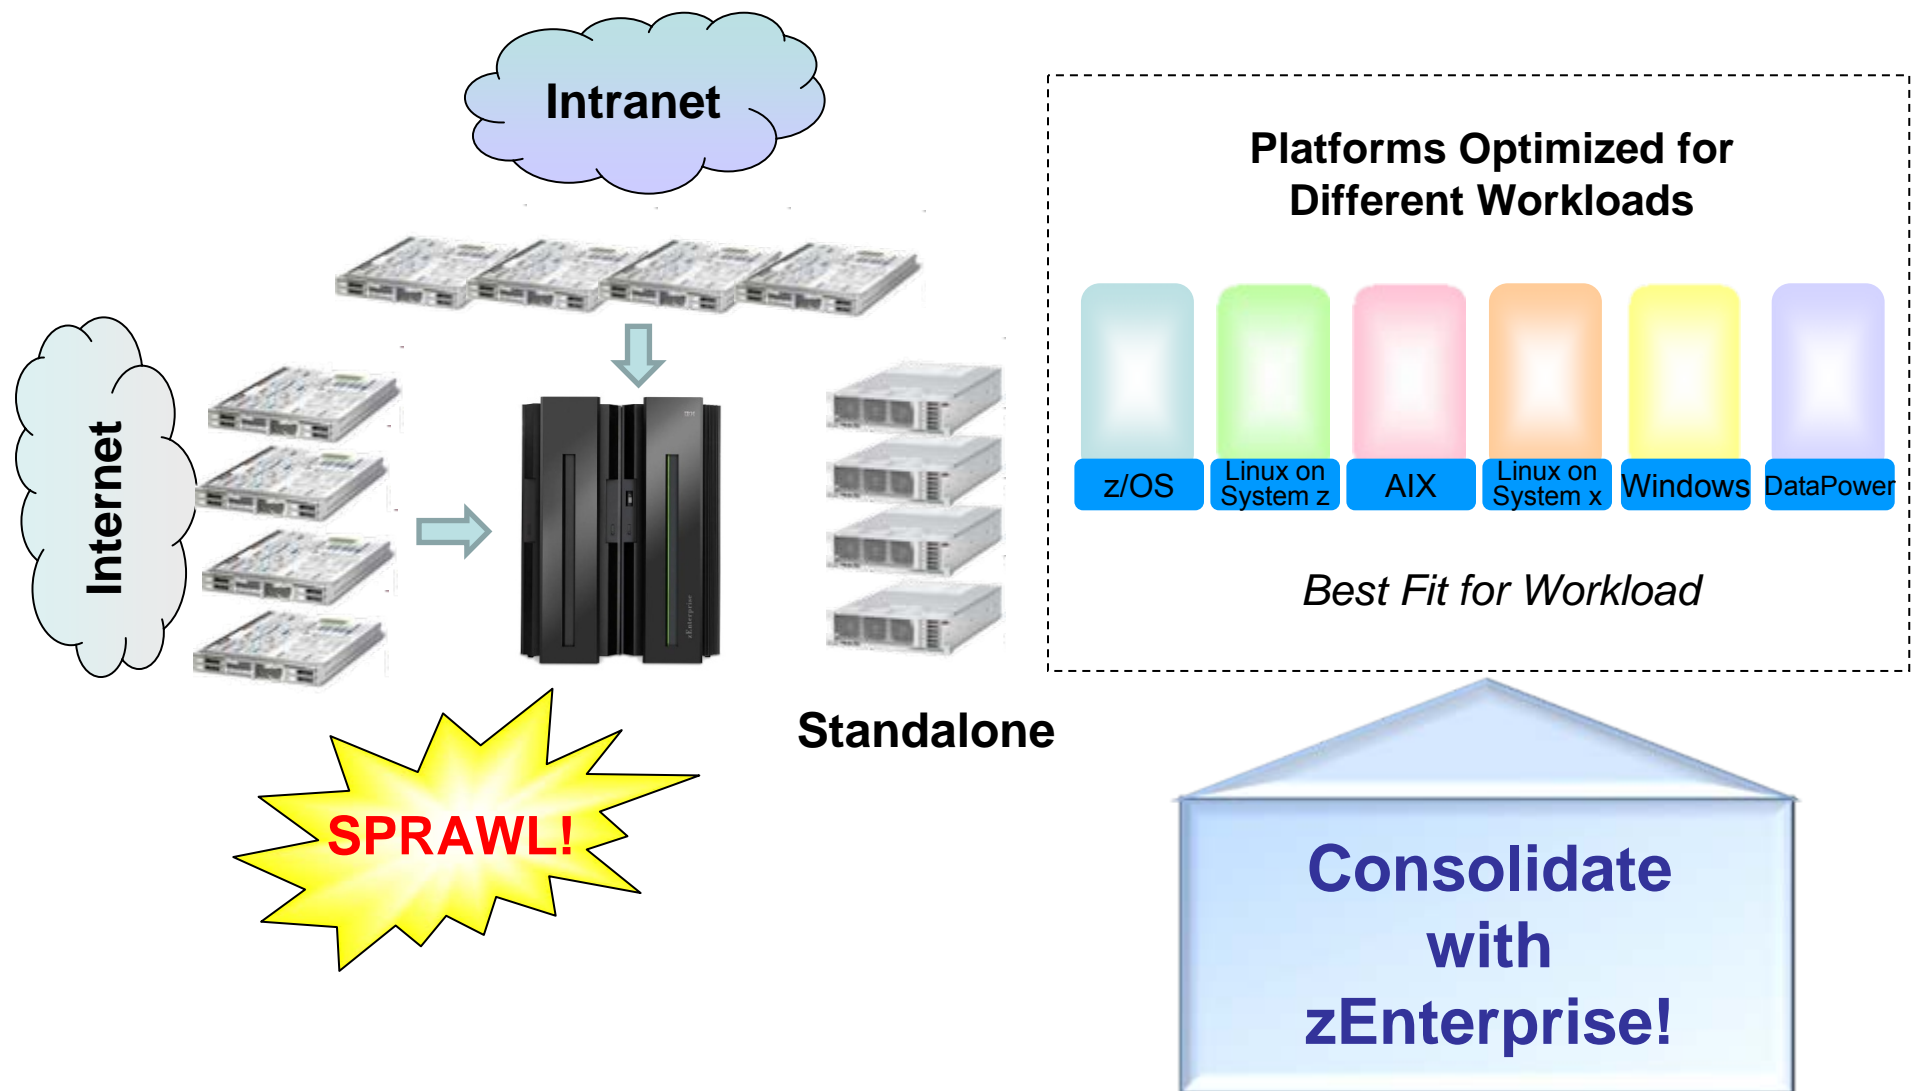 Intranet
Internet
zEnterprise
Standalone
SPRAWL!
Platforms Optimized for
Different Workloads
z/OS
Linux on
System z
AIX
Linux on
System x
Windows
DataPower
Best Fit for Workload
Consolidate
with
zEnterprise!